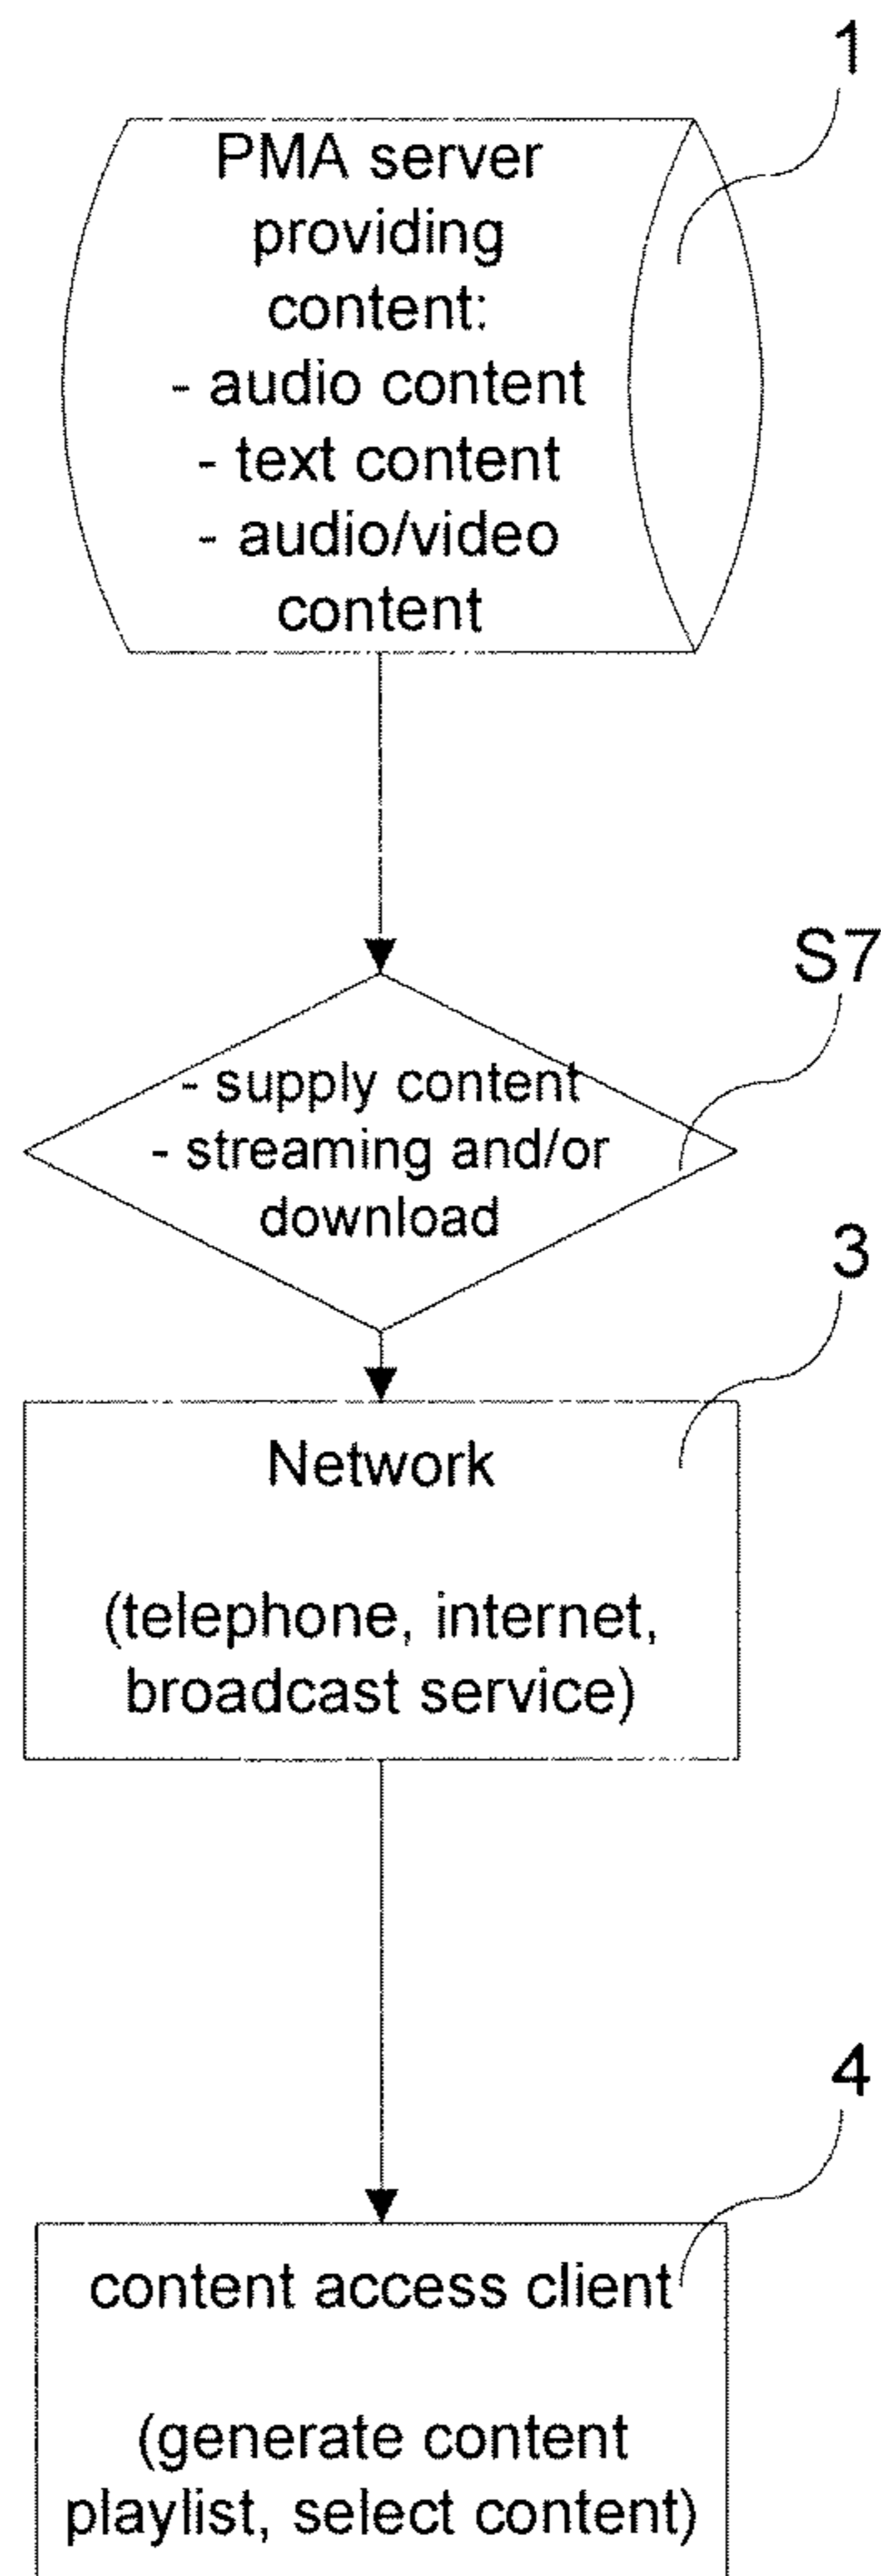 1
PMA server
providing
content:
- audio content
- text content
- audio/video
content
S7
- supply content
- streaming and/or
download
3
Network
(telephone, internet,
broadcast service)
4
content access client
(generate content
playlist, select content)